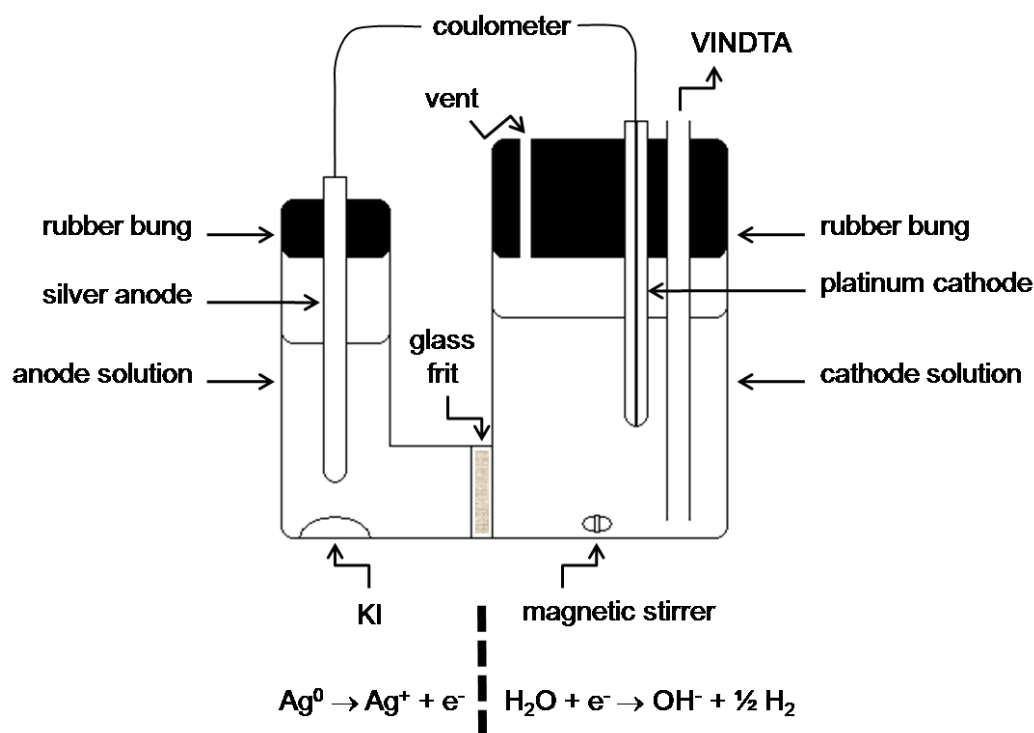 coulometer
VINDTA
vent
rubber bung
rubber bung
silver anode
platinum cathode
glass
frit
anode solution
cathode solution
KI
magnetic stirrer
Ag⁰ → Ag⁺ + e⁻
H₂O + e⁻ → OH⁻ + ½ H₂